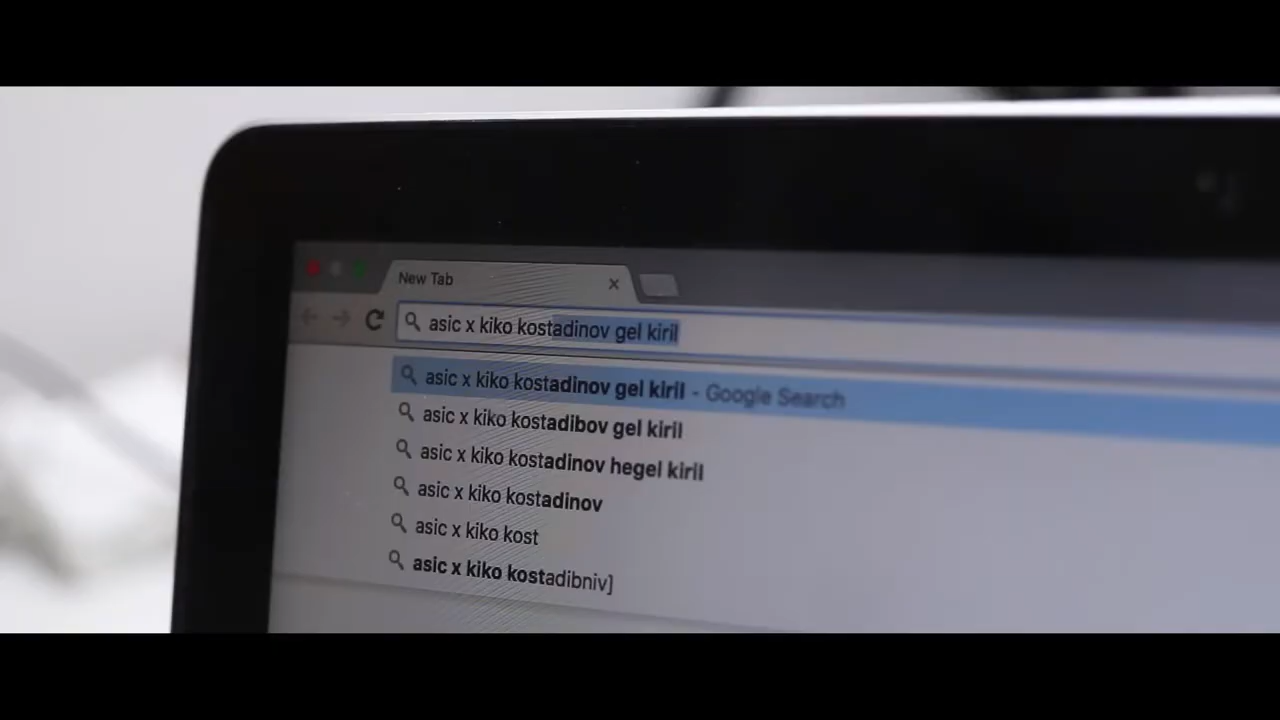 New Tab
asic x kiko kostadinov gel kiril
asic x kiko kostadinov gel kiril - Google Search
asic x kiko kostadibov gel kiril
asic x kiko kostadinov hegel kiril
asic x kiko kostadinov
asic x kiko kost
asic x kiko kostadibniv]